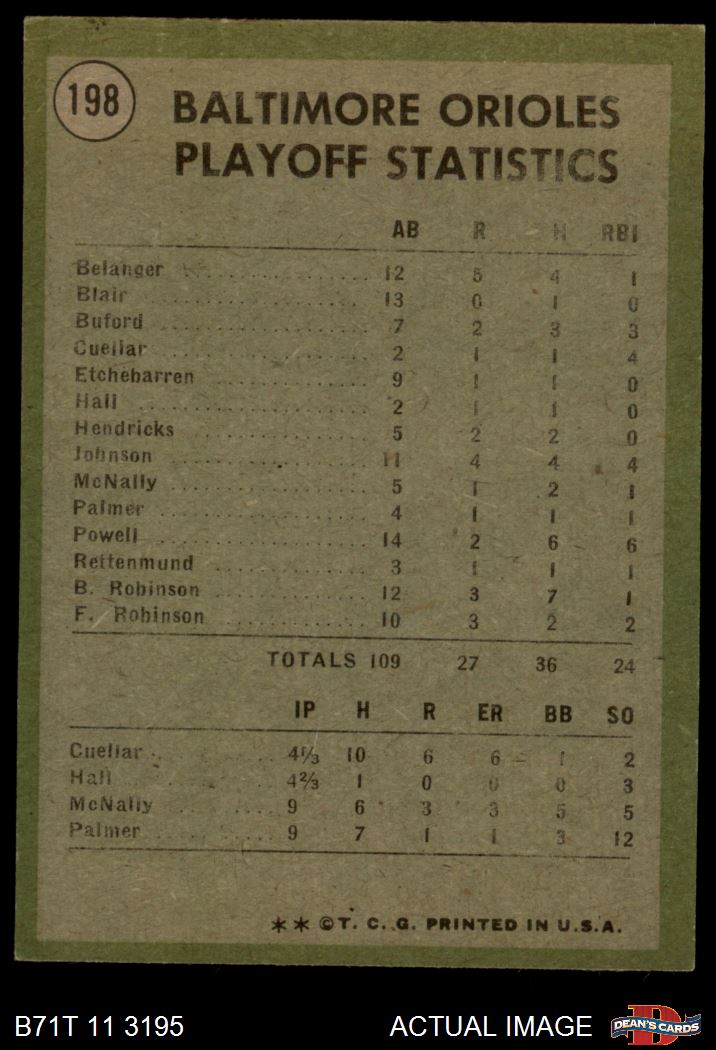 198
BALTIMORE ORIOLES
PLAYOFF STATISTICS
AB R H RBI
Belanger 12 5 4 1
Blair 13 0 1 0
Buford 7 2 3 3
Cuellar 2 1 1 4
Etchebarren 9 1 1 0
Hall 2 1 1 0
Hendricks 5 2 2 0
Johnson 11 4 4 4
McNally 5 1 2 1
Palmer 4 1 1 1
Powell 14 2 6 6
Rettenmund 3 1 1 1
B. Robinson 12 3 7 1
F. Robinson 10 3 2 2
TOTALS 109 27 36 24
IP H R ER BB SO
Cuellar 4⅓ 10 6 6 1 2
Hall 4⅔ 1 0 0 0 3
McNally 9 6 3 3 5 5
Palmer 9 7 1 1 3 12
** ©T. C. G. PRINTED IN U.S.A.
B71T 11 3195 ACTUAL IMAGE DEAN'S CARDS